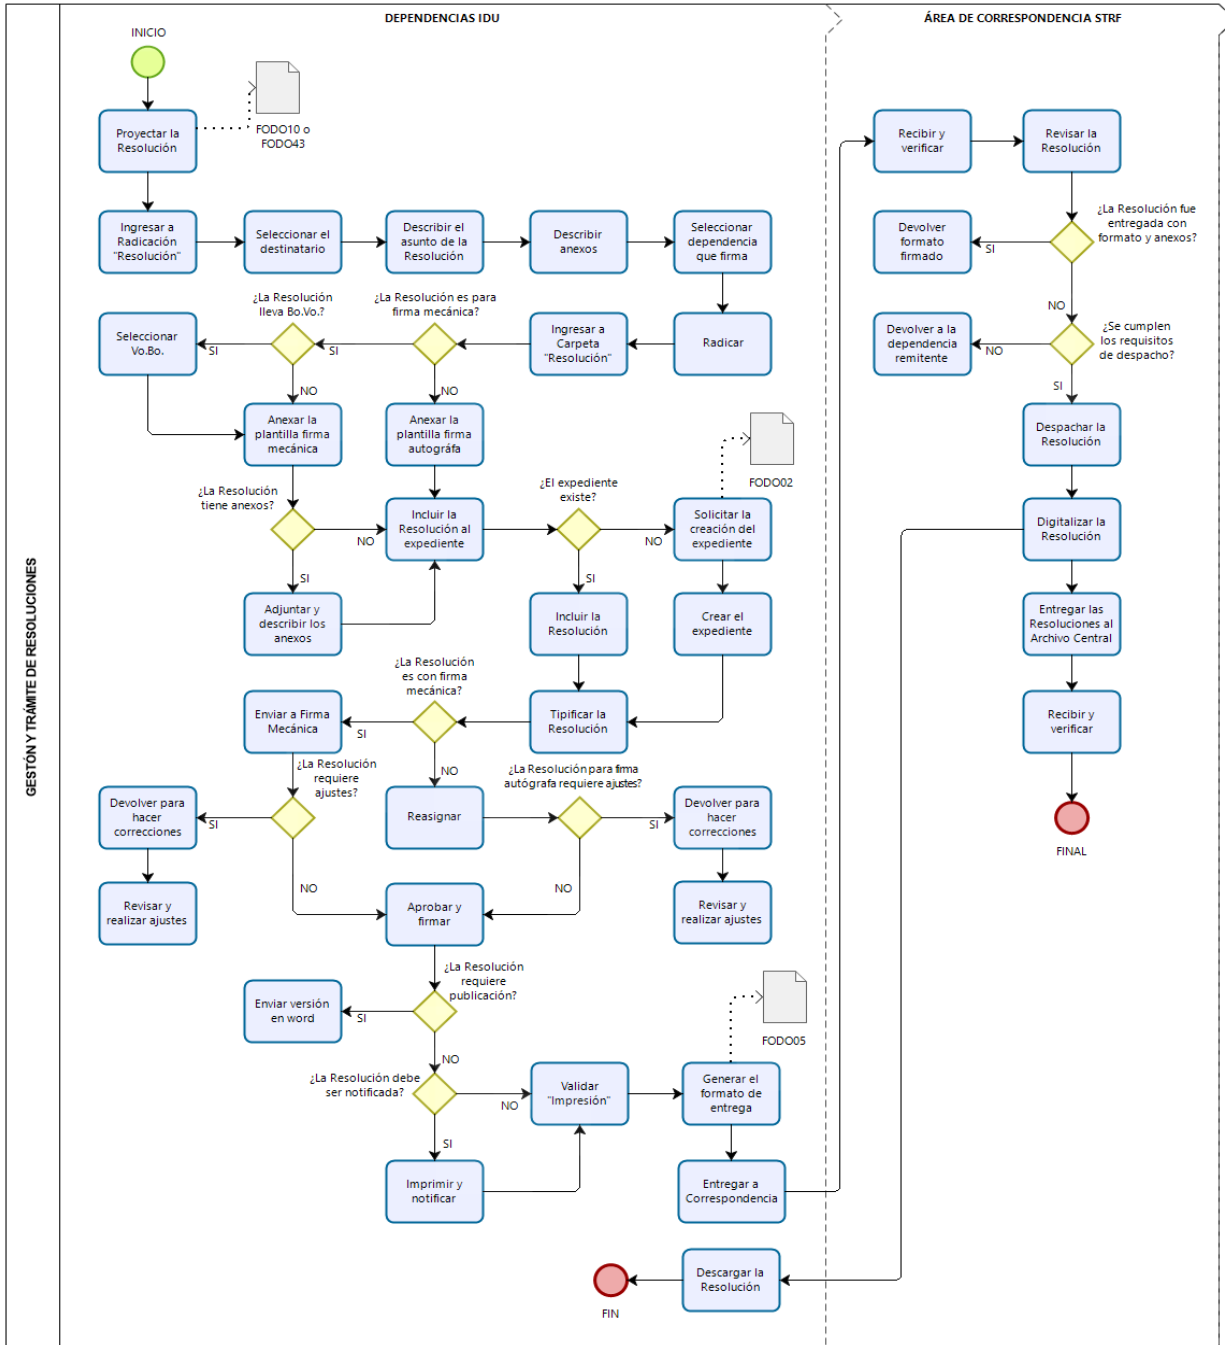 DEPENDENCIAS IDU
ÁREA DE CORRESPONDENCIA STRF
GESTÓN Y TRÁMITE DE RESOLUCIONES
INICIO
Proyectar la
Resolución
FODO10 o
FODO43
Ingresar a
Radicación
"Resolución"
Seleccionar el
destinatario
Describir el
asunto de la
Resolución
Describir
anexos
Seleccionar
dependencia
que firma
¿La Resolución
lleva Bo.Vo.?
¿La Resolución es para
firma mecánica?
Seleccionar
Vo.Bo.
SI
SI
Ingresar a
Carpeta
"Resolución"
Radicar
NO
NO
Anexar la
plantilla firma
mecánica
Anexar la
plantilla firma
autográfa
FODO02
¿La Resolución
tiene anexos?
¿El expediente
existe?
NO
Incluir la
Resolución al
expediente
NO
Solicitar la
creación del
expediente
SI
SI
Adjuntar y
describir los
anexos
Incluir la
Resolución
Crear el
expediente
¿La Resolución
es con firma
mecánica?
Enviar a Firma
Mecánica
SI
Tipificar la
Resolución
NO
¿La Resolución
requiere
ajustes?
¿La Resolución para firma
autógrafa requiere ajustes?
Devolver para
hacer
correcciones
SI
Reasignar
SI
Devolver para
hacer
correcciones
Revisar y
realizar ajustes
NO
NO
Revisar y
realizar ajustes
Aprobar y
firmar
¿La Resolución
requiere
publicación?
Enviar versión
en word
SI
NO
FODO05
¿La Resolución debe
ser notificada?
NO
Validar
"Impresión"
Generar el
formato de
entrega
SI
Imprimir y
notificar
Entregar a
Correspondencia
Descargar la
Resolución
FIN
Recibir y
verificar
Revisar la
Resolución
¿La Resolución fue
entregada con
formato y anexos?
Devolver
formato
firmado
SI
NO
Devolver a la
dependencia
remitente
NO
¿Se cumplen
los requisitos
de despacho?
SI
Despachar la
Resolución
Digitalizar la
Resolución
Entregar las
Resoluciones al
Archivo Central
Recibir y
verificar
FINAL